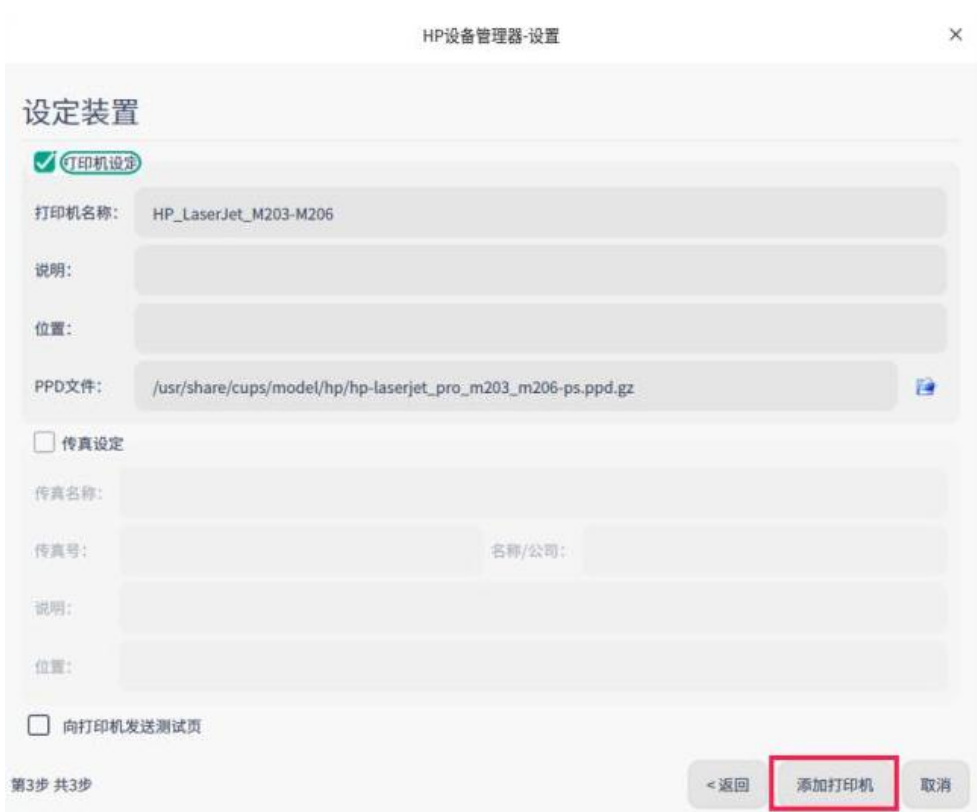 HP设备管理器-设置
设定装置
打印机设定
打印机名称: HP_LaserJet_M203-M206
说明:
位置:
PPD文件: /usr/share/cups/model/hp/hp-laserjet_pro_m203_m206-ps.ppd.gz
传真设定
传真名称:
传真号: 名称/公司:
说明:
位置:
向打印机发送测试页
第3步 共3步 <返回 添加打印机 取消